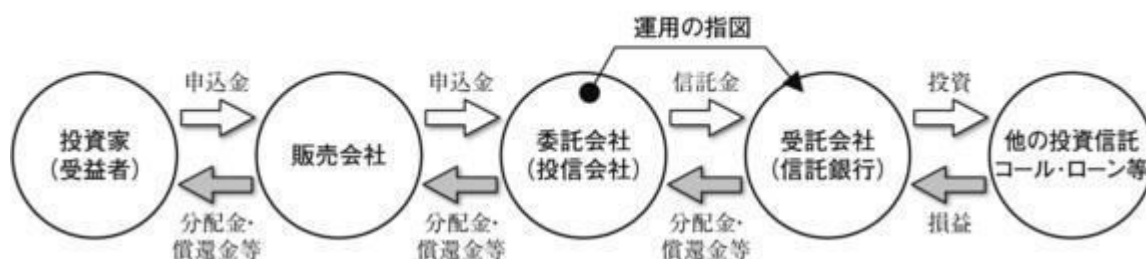 運用の指図
申込金
申込金
信託金
投資
投資家
(受益者)
販売会社
委託会社
(投信会社)
受託会社
(信託銀行)
他の投資信託
コール・ローン等
分配金・
償還金等
分配金・
償還金等
分配金・
償還金等
損益